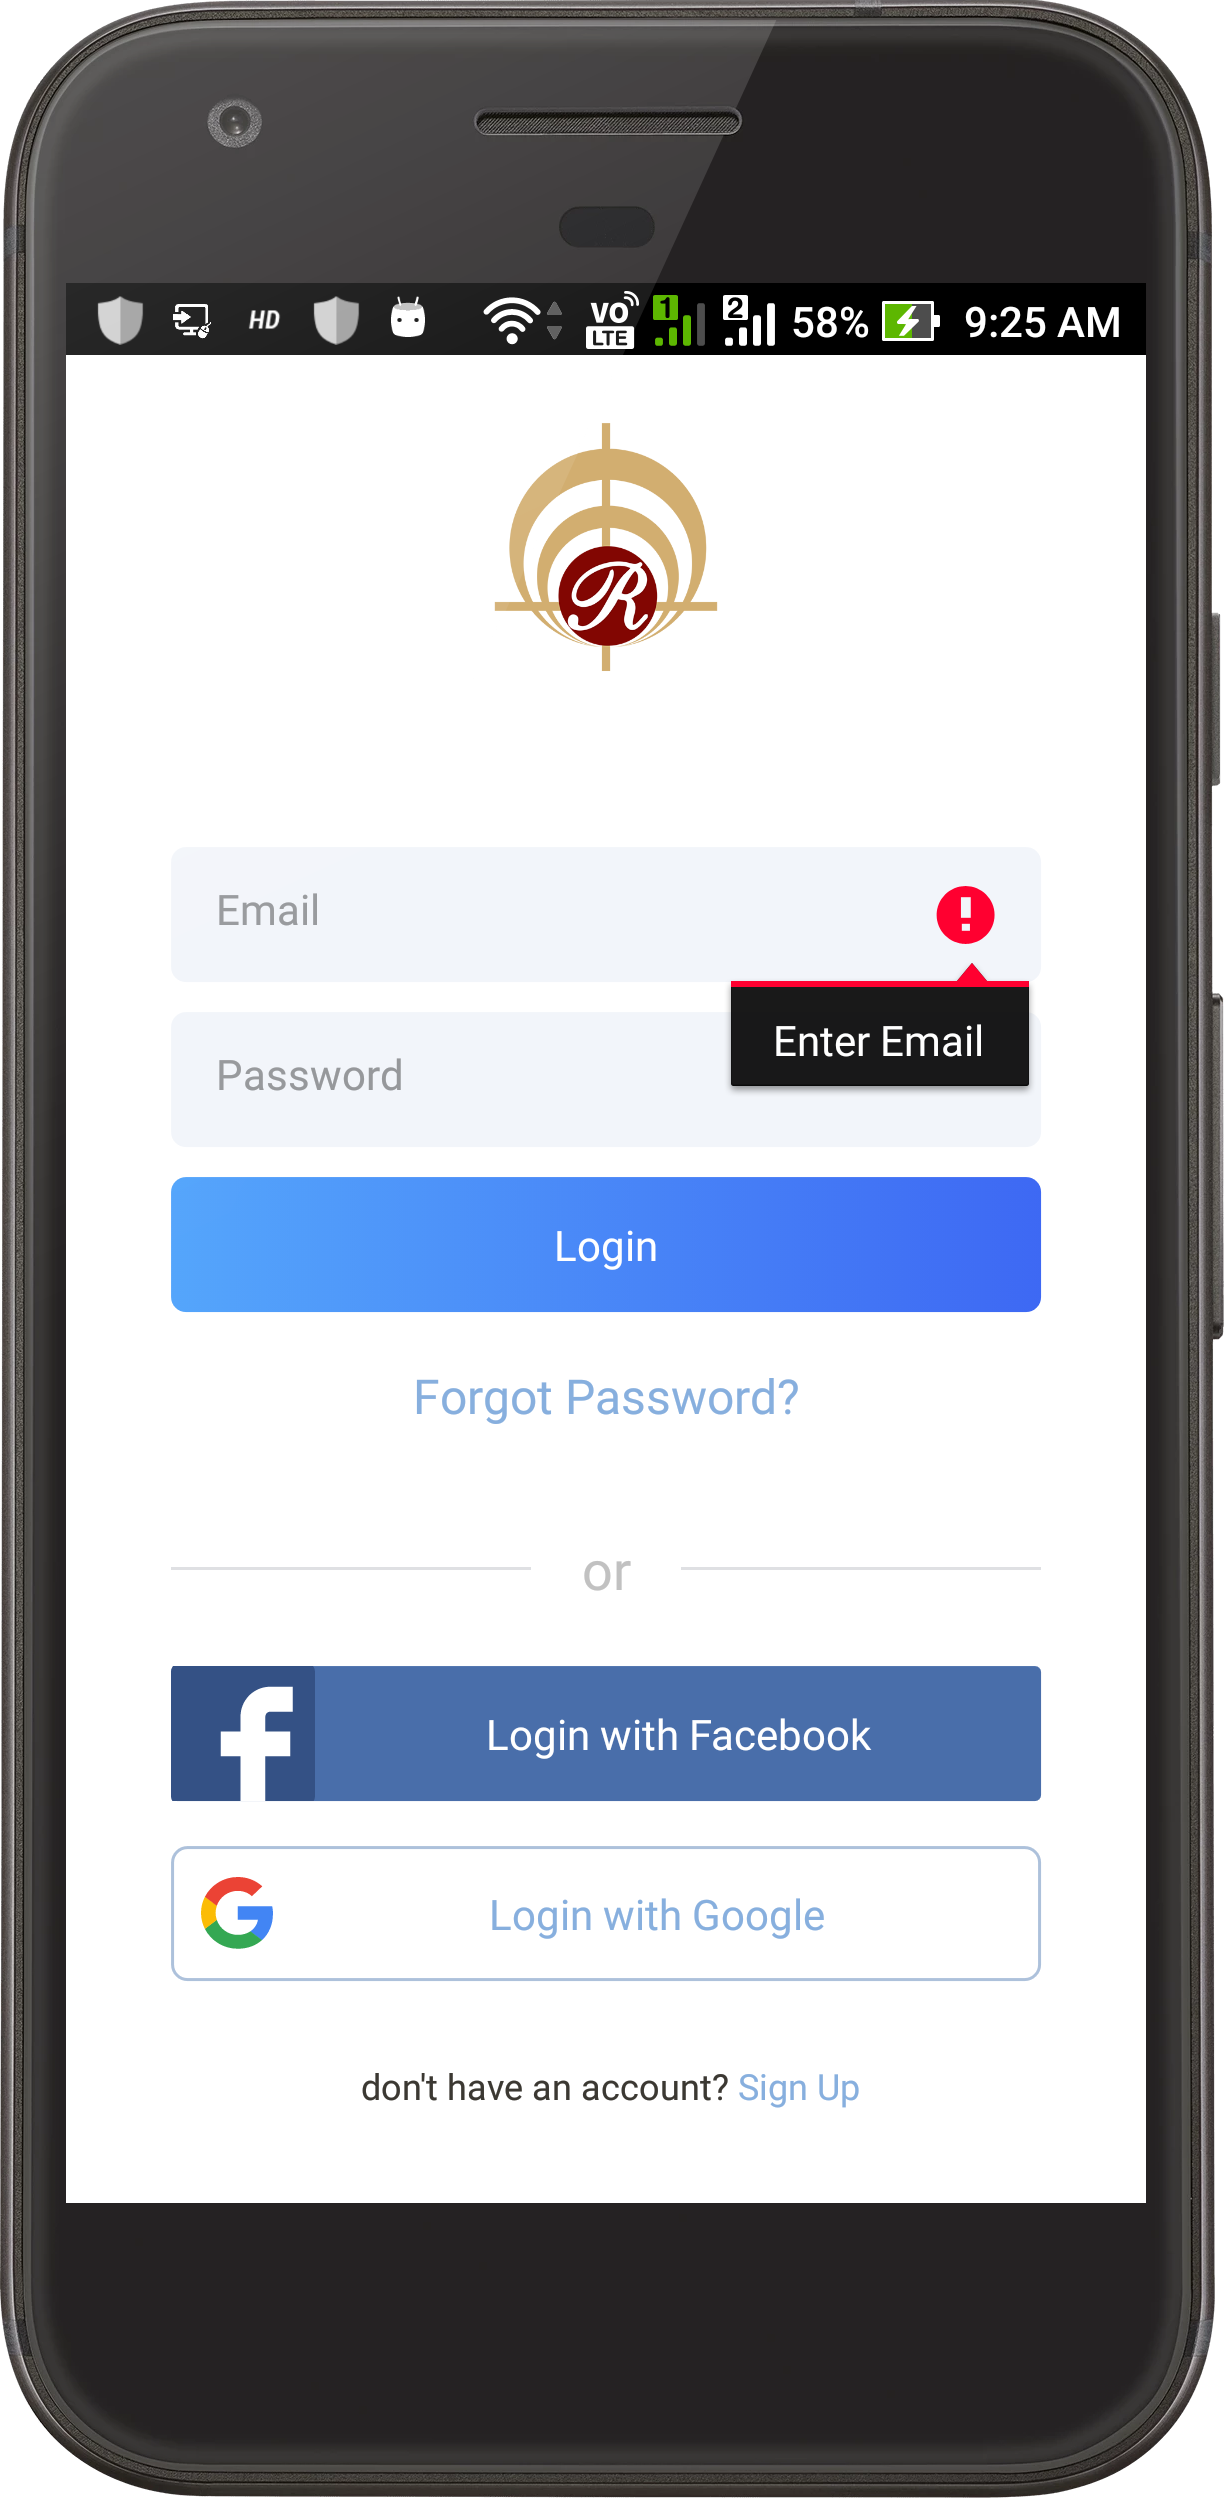 HD VO LTE 1 2 58% 9:25 AM
R
Email
Enter Email
Password
Login
Forgot Password?
or
f Login with Facebook
G Login with Google
don't have an account? Sign Up